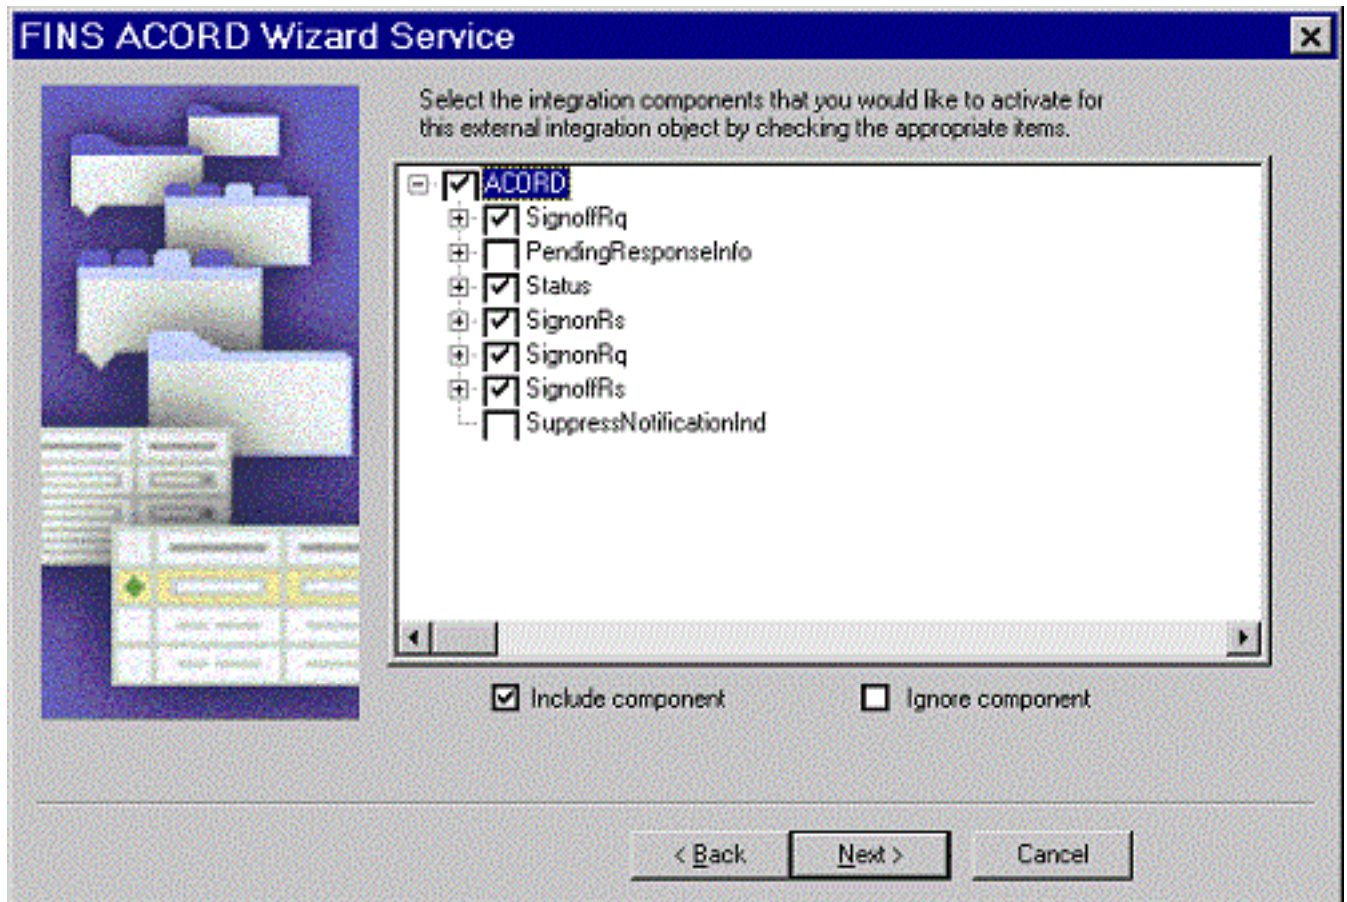 FINS ACORD Wizard Service
Select the integration components that you would like to activate for
this external integration object by checking the appropriate items.
ACORD
SignoffRq
PendingResponseInfo
Status
SignonRs
SignonRq
SignoffRs
SuppressNotificationInd
Include component
Ignore component
< Back
Next >
Cancel